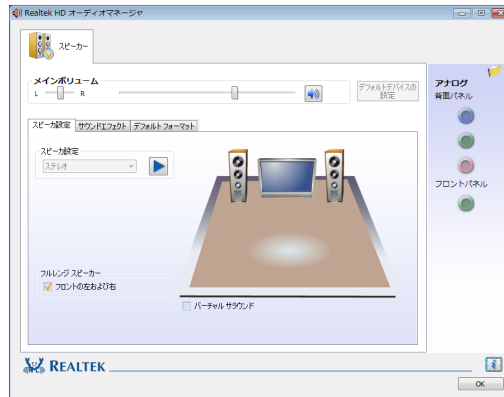 Realtek HD オーディオマネージャ
スピーカー
メインボリューム
L
R
デフォルトデバイスの
設定
スピーカ設定
サウンドエフェクト
デフォルト フォーマット
スピーカ設定
ステレオ
フルレンジ スピーカー
フロントの左および右
バーチャル サラウンド
アナログ
背面パネル
フロントパネル
REALTEK
OK